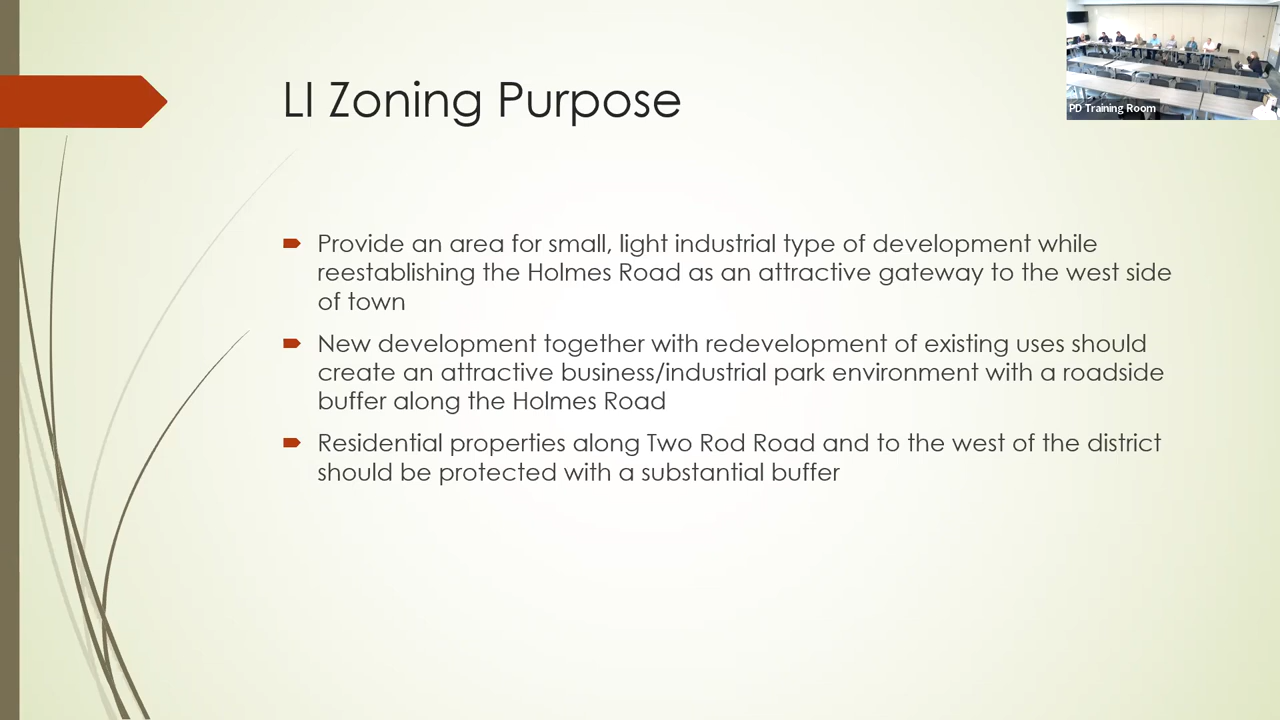 LI Zoning Purpose
PD Training Room
Provide an area for small, light industrial type of development while
reestablishing the Holmes Road as an attractive gateway to the west side
of town
New development together with redevelopment of existing uses should
create an attractive business/industrial park environment with a roadside
buffer along the Holmes Road
Residential properties along Two Rod Road and to the west of the district
should be protected with a substantial buffer